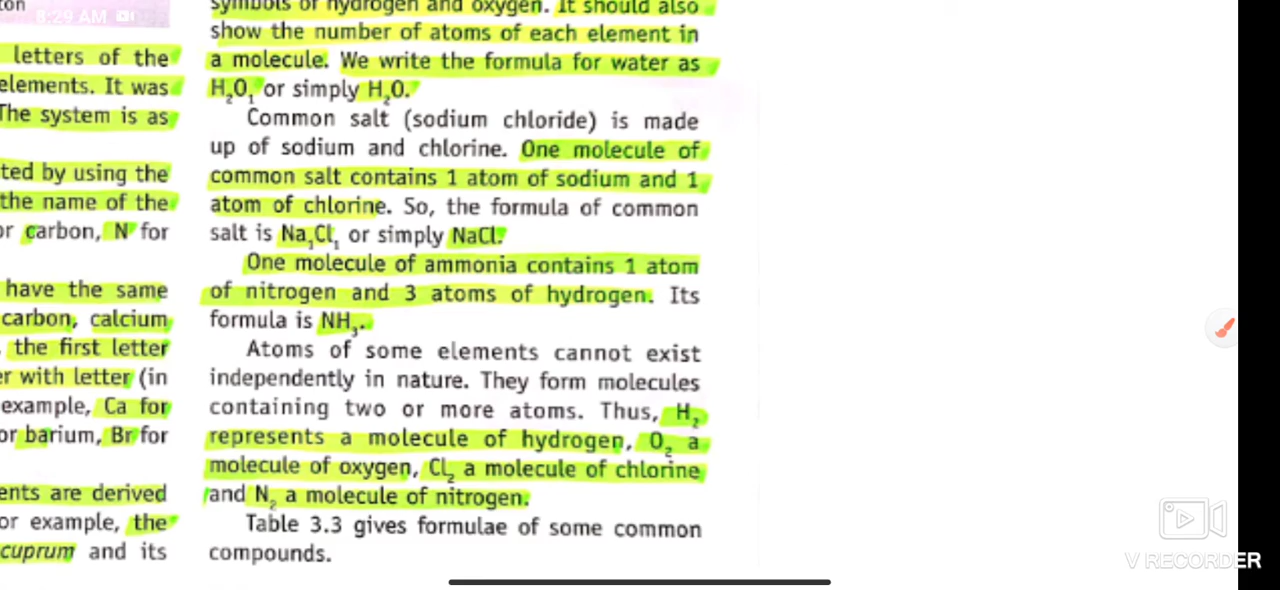 ton
8:29 AM
letters of the
elements. It was
The system is as
ted by using the
the name of the
or carbon, N for
have the same
carbon, calcium
the first letter
er with letter (in
example, Ca for
or barium, Br for
ents are derived
or example, the
cuprum and its
symbols of hydrogen and oxygen. It should also
show the number of atoms of each element in
a molecule. We write the formula for water as
H₂O₁ or simply H₂O.
Common salt (sodium chloride) is made
up of sodium and chlorine. One molecule of
common salt contains 1 atom of sodium and 1
atom of chlorine. So, the formula of common
salt is Na₁Cl₁ or simply NaCl.
One molecule of ammonia contains 1 atom
of nitrogen and 3 atoms of hydrogen. Its
formula is NH₃.
Atoms of some elements cannot exist
independently in nature. They form molecules
containing two or more atoms. Thus, H₂
represents a molecule of hydrogen, O₂ a
molecule of oxygen, Cl₂ a molecule of chlorine
and N₂ a molecule of nitrogen.
Table 3.3 gives formulae of some common
compounds.
V RECORDER